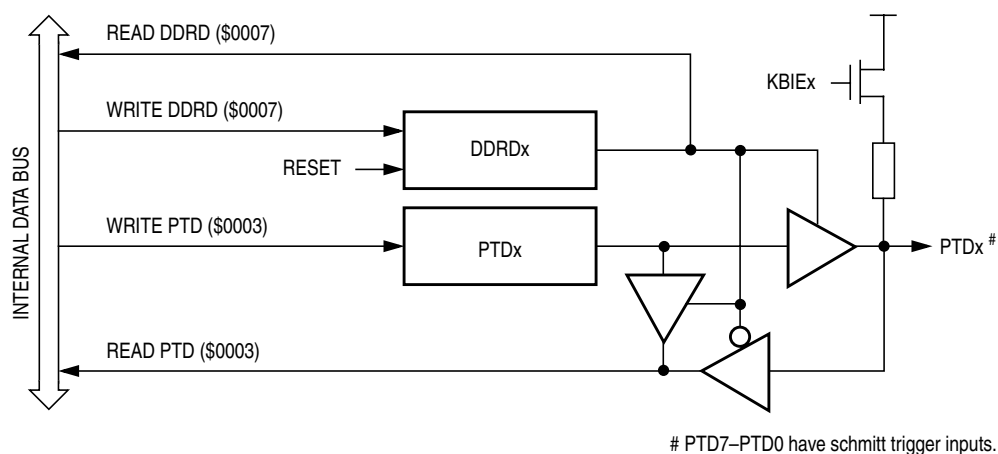 READ DDRD ($0007)
KBIEx
WRITE DDRD ($0007)
DDRDx
RESET
INTERNAL DATA BUS
WRITE PTD ($0003)
PTDx
PTDx #
READ PTD ($0003)
# PTD7–PTD0 have schmitt trigger inputs.